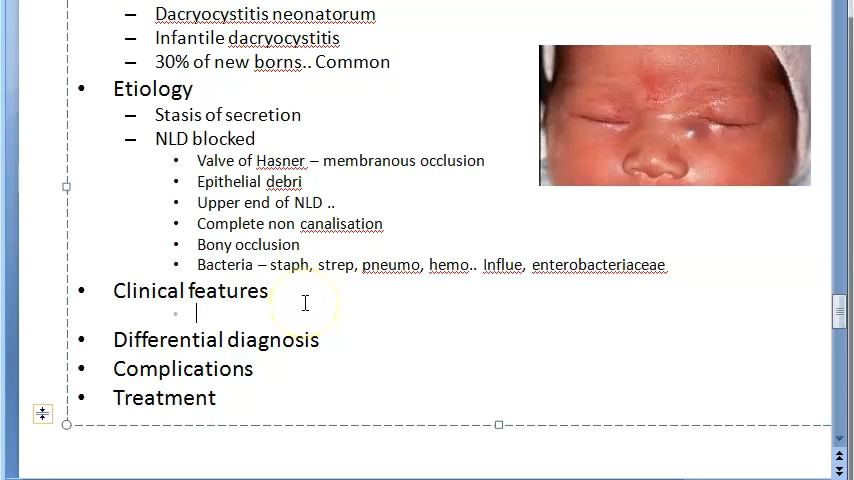 – Dacryocystitis neonatorum
– Infantile dacryocystitis
– 30% of new borns.. Common
• Etiology
– Stasis of secretion
– NLD blocked
• Valve of Hasner – membranous occlusion
• Epithelial debri
• Upper end of NLD ..
• Complete non canalisation
• Bony occlusion
• Bacteria – staph, strep, pneumo, hemo.. Influe, enterobacteriaceae
• Clinical features
•
• Differential diagnosis
• Complications
• Treatment